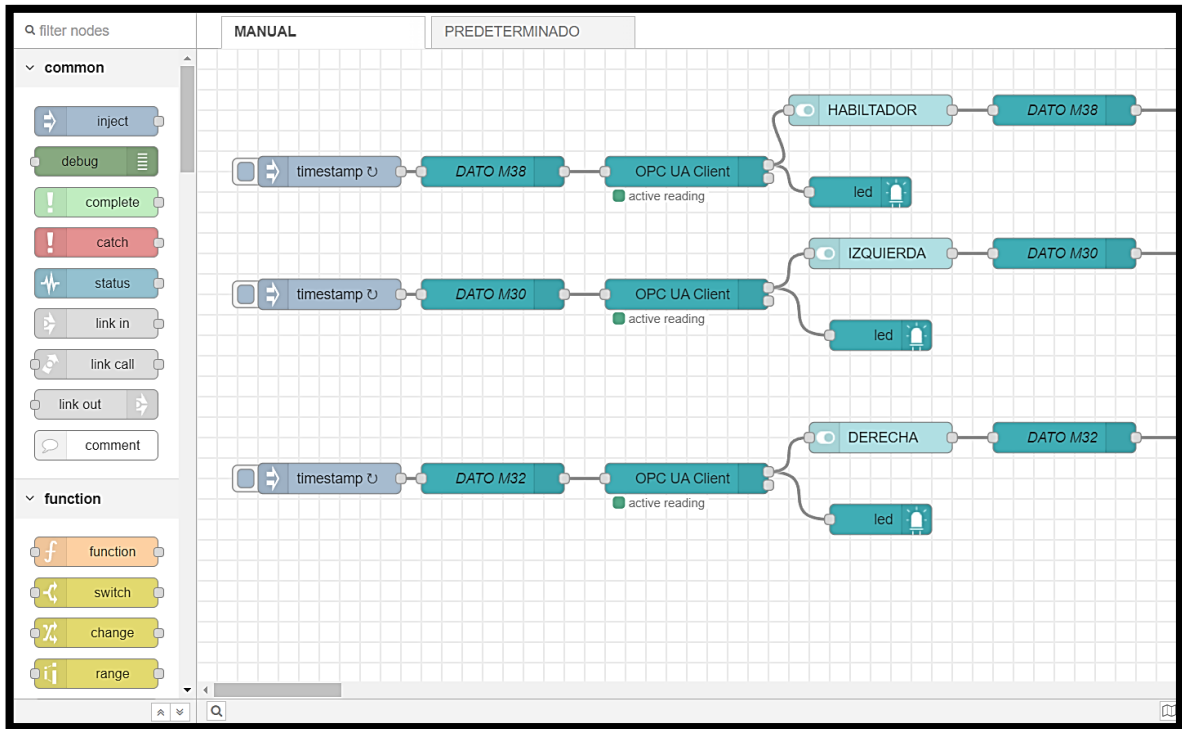 filter nodes
MANUAL
PREDETERMINADO
common
inject
debug
complete
catch
status
link in
link call
link out
comment
function
function
switch
change
range
HABILTADOR
DATO M38
timestamp ↻
DATO M38
OPC UA Client
active reading
led
IZQUIERDA
DATO M30
timestamp ↻
DATO M30
OPC UA Client
active reading
led
DERECHA
DATO M32
timestamp ↻
DATO M32
OPC UA Client
active reading
led